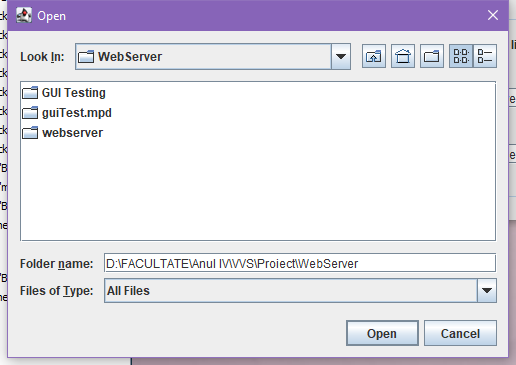 Open
Look In: WebServer
GUI Testing
guiTest.mpd
webserver
Folder name: D:\FACULTATE\Anul IV\VVS\Proiect\WebServer
Files of Type: All Files
Open Cancel